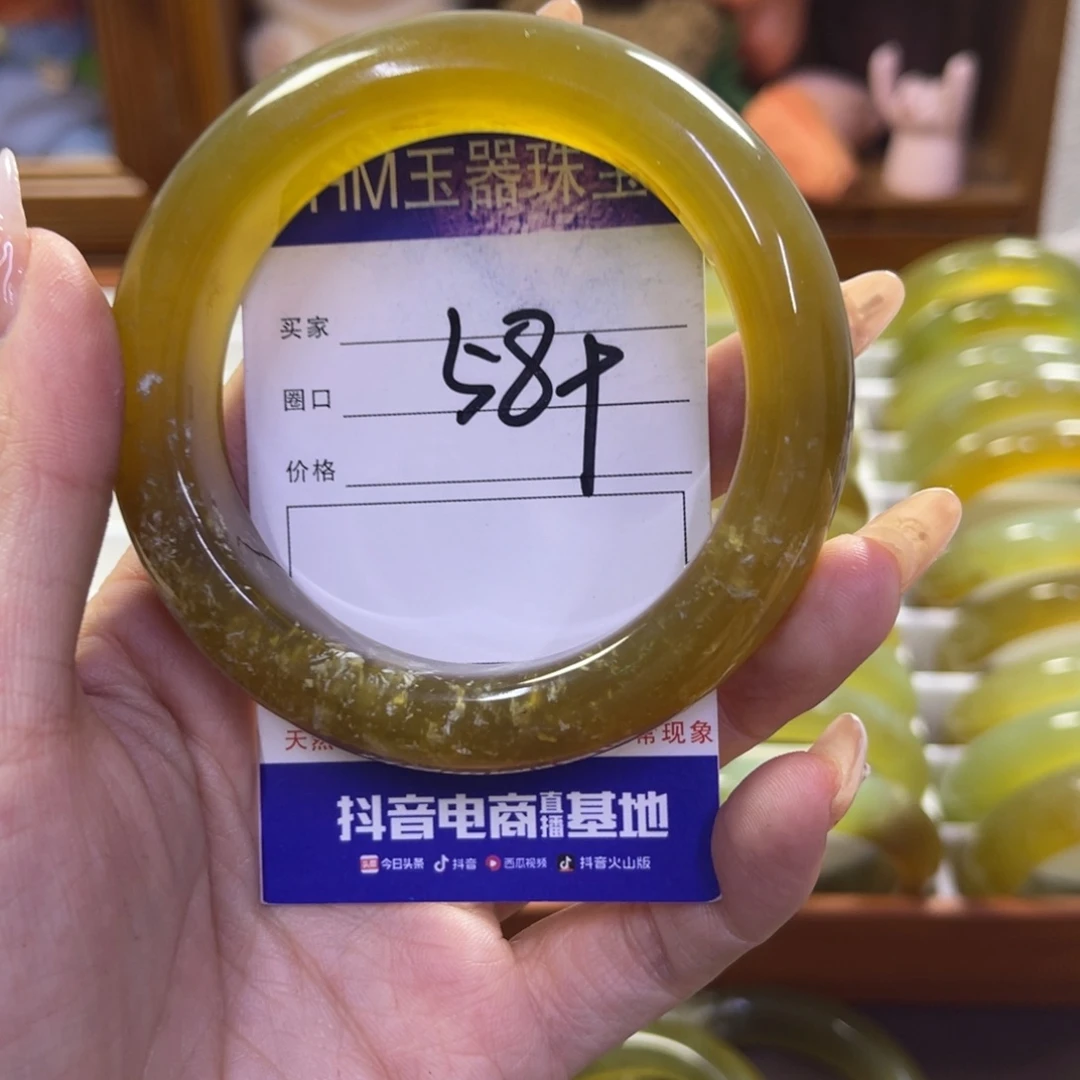 HM玉器珠宝
买家
58+
圈口
价格
天然 常现象
抖音电商直播基地
今日头条 抖音 西瓜视频 抖音火山版